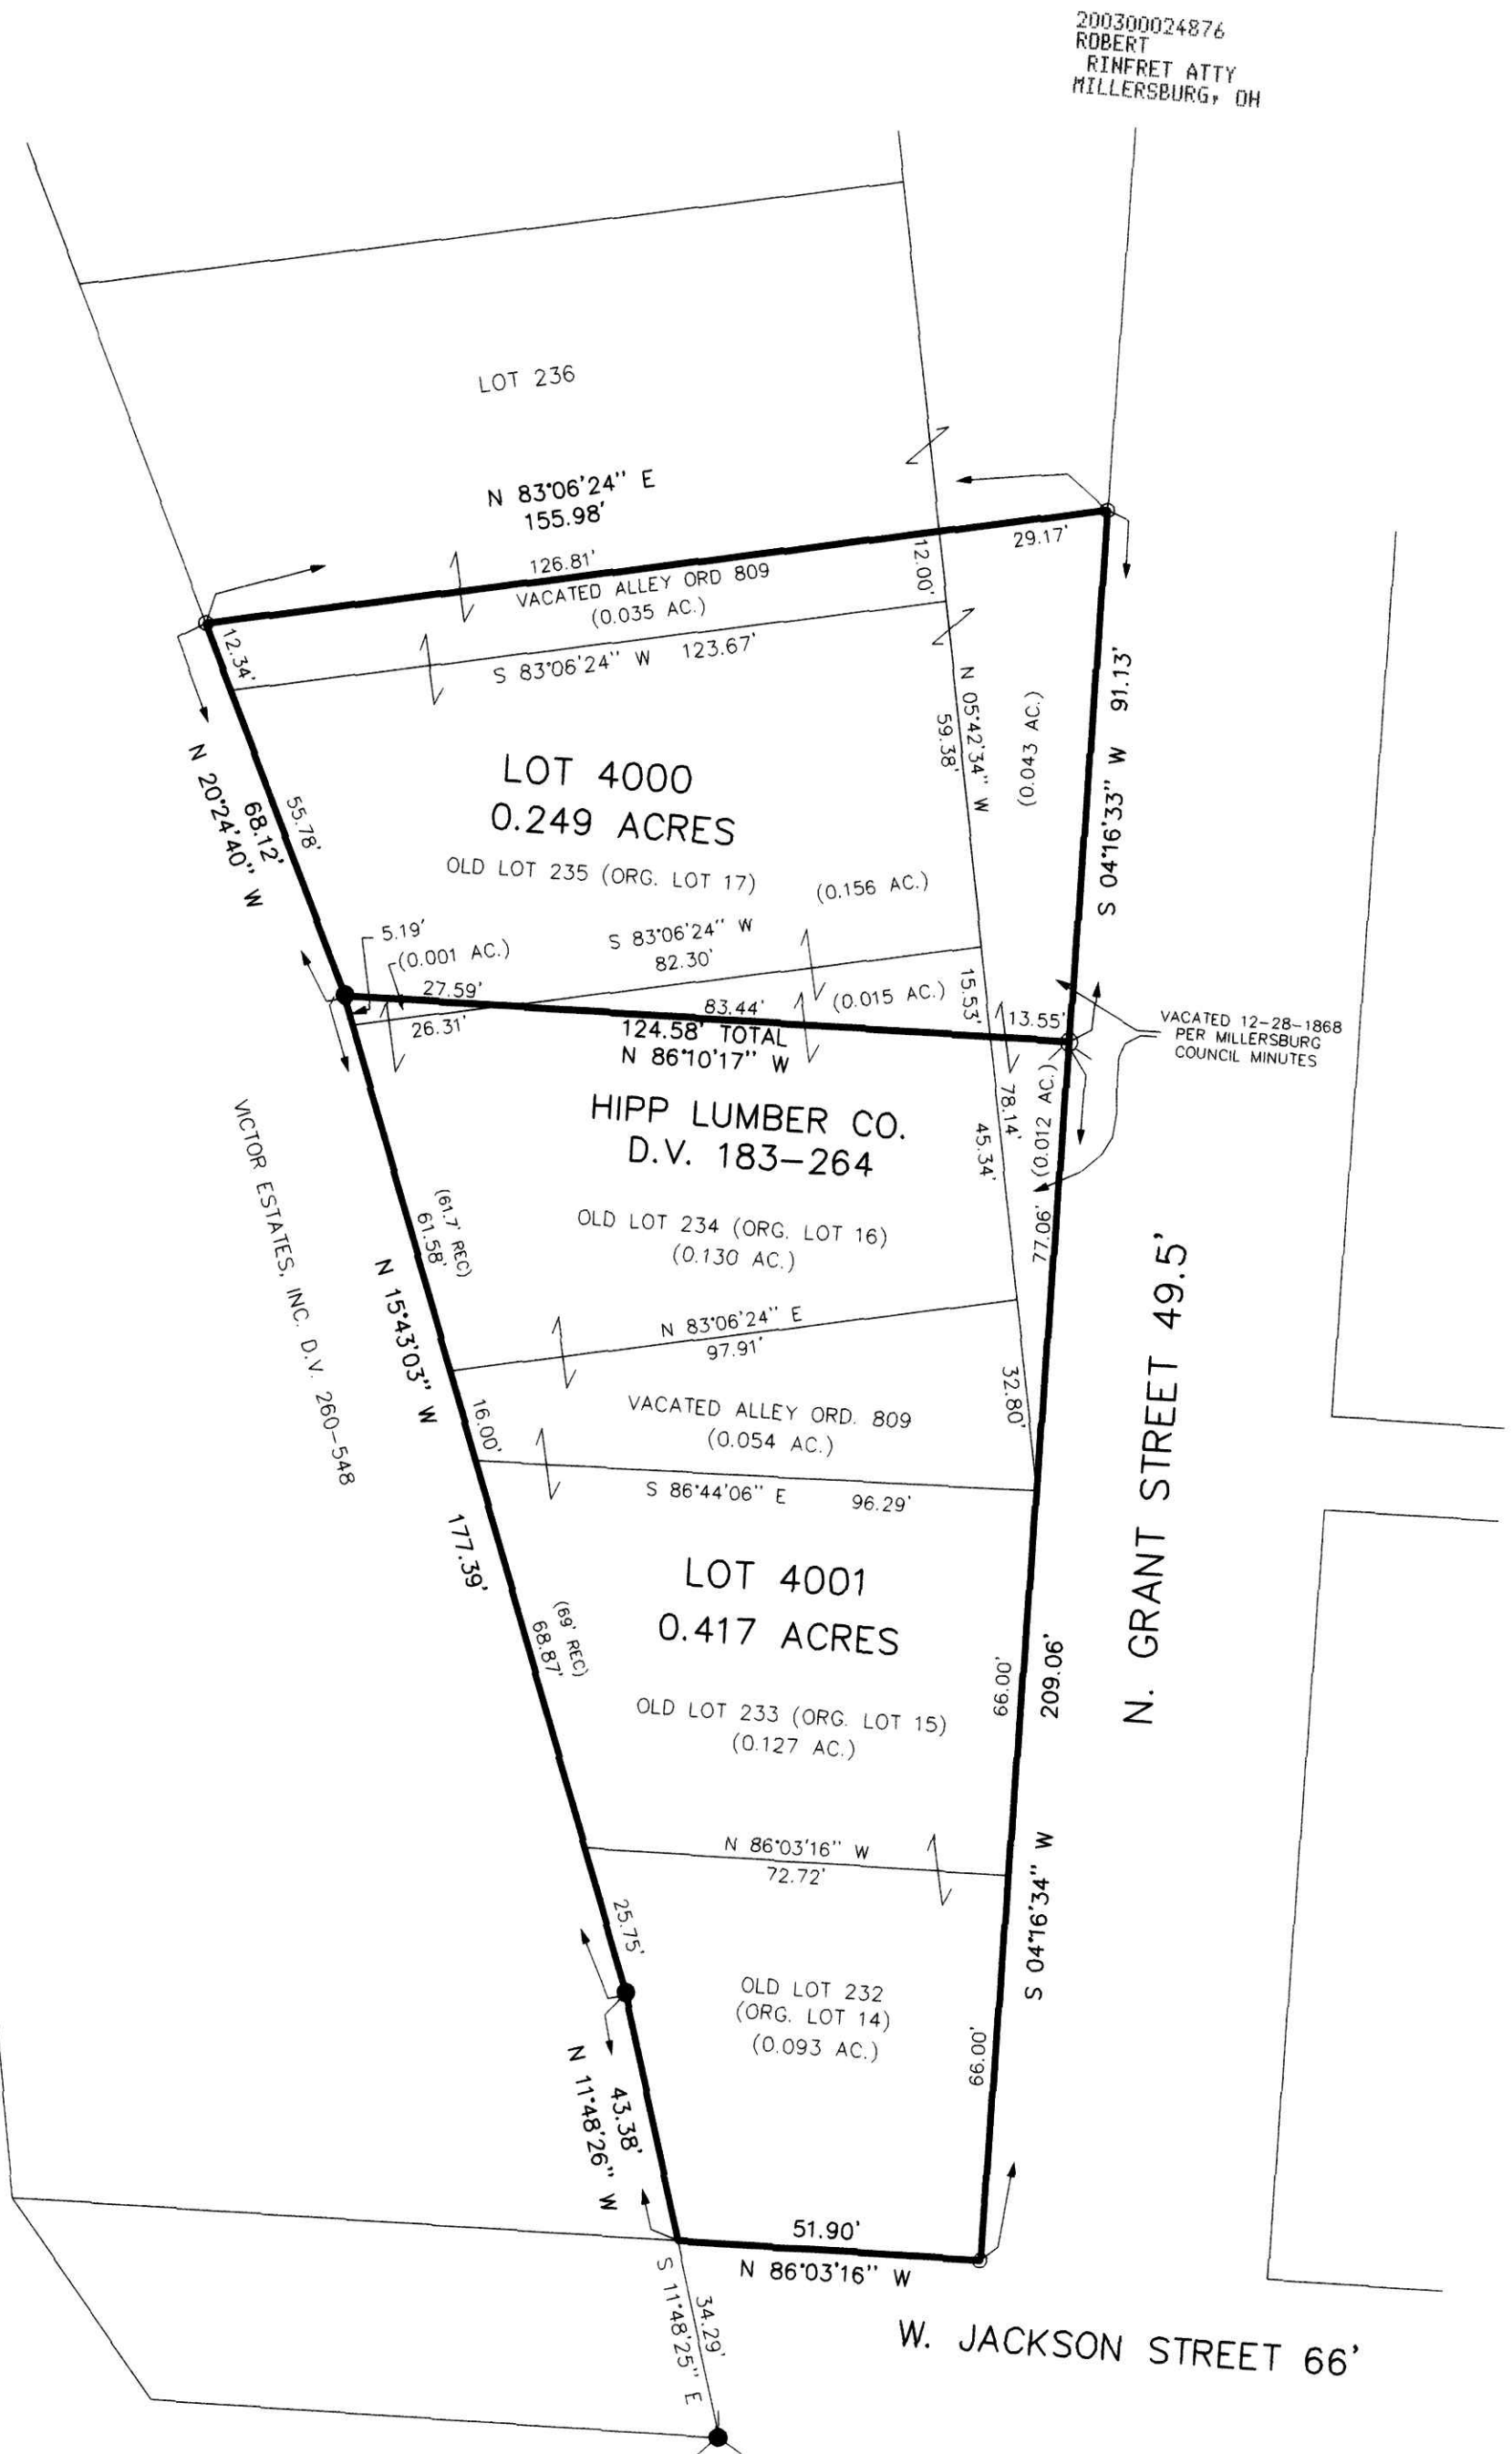 200300024876
ROBERT
RINFRET ATTY
MILLERSBURG, OH
LOT 236
N 83°06'24" E
155.98'
126.81'
29.17'
VACATED ALLEY ORD 809
(0.035 AC.)
12.00'
12.34'
S 83°06'24" W 123.67'
N 05°42'34" W
59.38'
(0.043 AC.)
S 04°16'33" W 91.13'
N 20°24'40" W
68.12'
55.78'
LOT 4000
0.249 ACRES
OLD LOT 235 (ORG. LOT 17)
(0.156 AC.)
5.19'
(0.001 AC.)
S 83°06'24" W
82.30'
27.59'
26.31'
83.44'
(0.015 AC.)
15.53'
13.55'
124.58' TOTAL
N 86°10'17" W
VACATED 12-28-1868
PER MILLERSBURG
COUNCIL MINUTES
HIPP LUMBER CO.
D.V. 183-264
78.14'
45.34'
(0.012 AC.)
77.06'
VICTOR ESTATES, INC. D.V. 260-548
(61.7' REC)
61.58'
OLD LOT 234 (ORG. LOT 16)
(0.130 AC.)
N 15°43'03" W
177.39'
N 83°06'24" E
97.91'
32.80'
16.00'
VACATED ALLEY ORD. 809
(0.054 AC.)
S 86°44'06" E 96.29'
N. GRANT STREET 49.5'
LOT 4001
0.417 ACRES
(69' REC)
68.87'
66.00'
209.06'
OLD LOT 233 (ORG. LOT 15)
(0.127 AC.)
N 86°03'16" W
72.72'
S 04°16'34" W
25.75'
OLD LOT 232
(ORG. LOT 14)
(0.093 AC.)
66.00'
N 11°48'26" W
43.38'
51.90'
N 86°03'16" W
S 11°48'25" E
34.29'
W. JACKSON STREET 66'